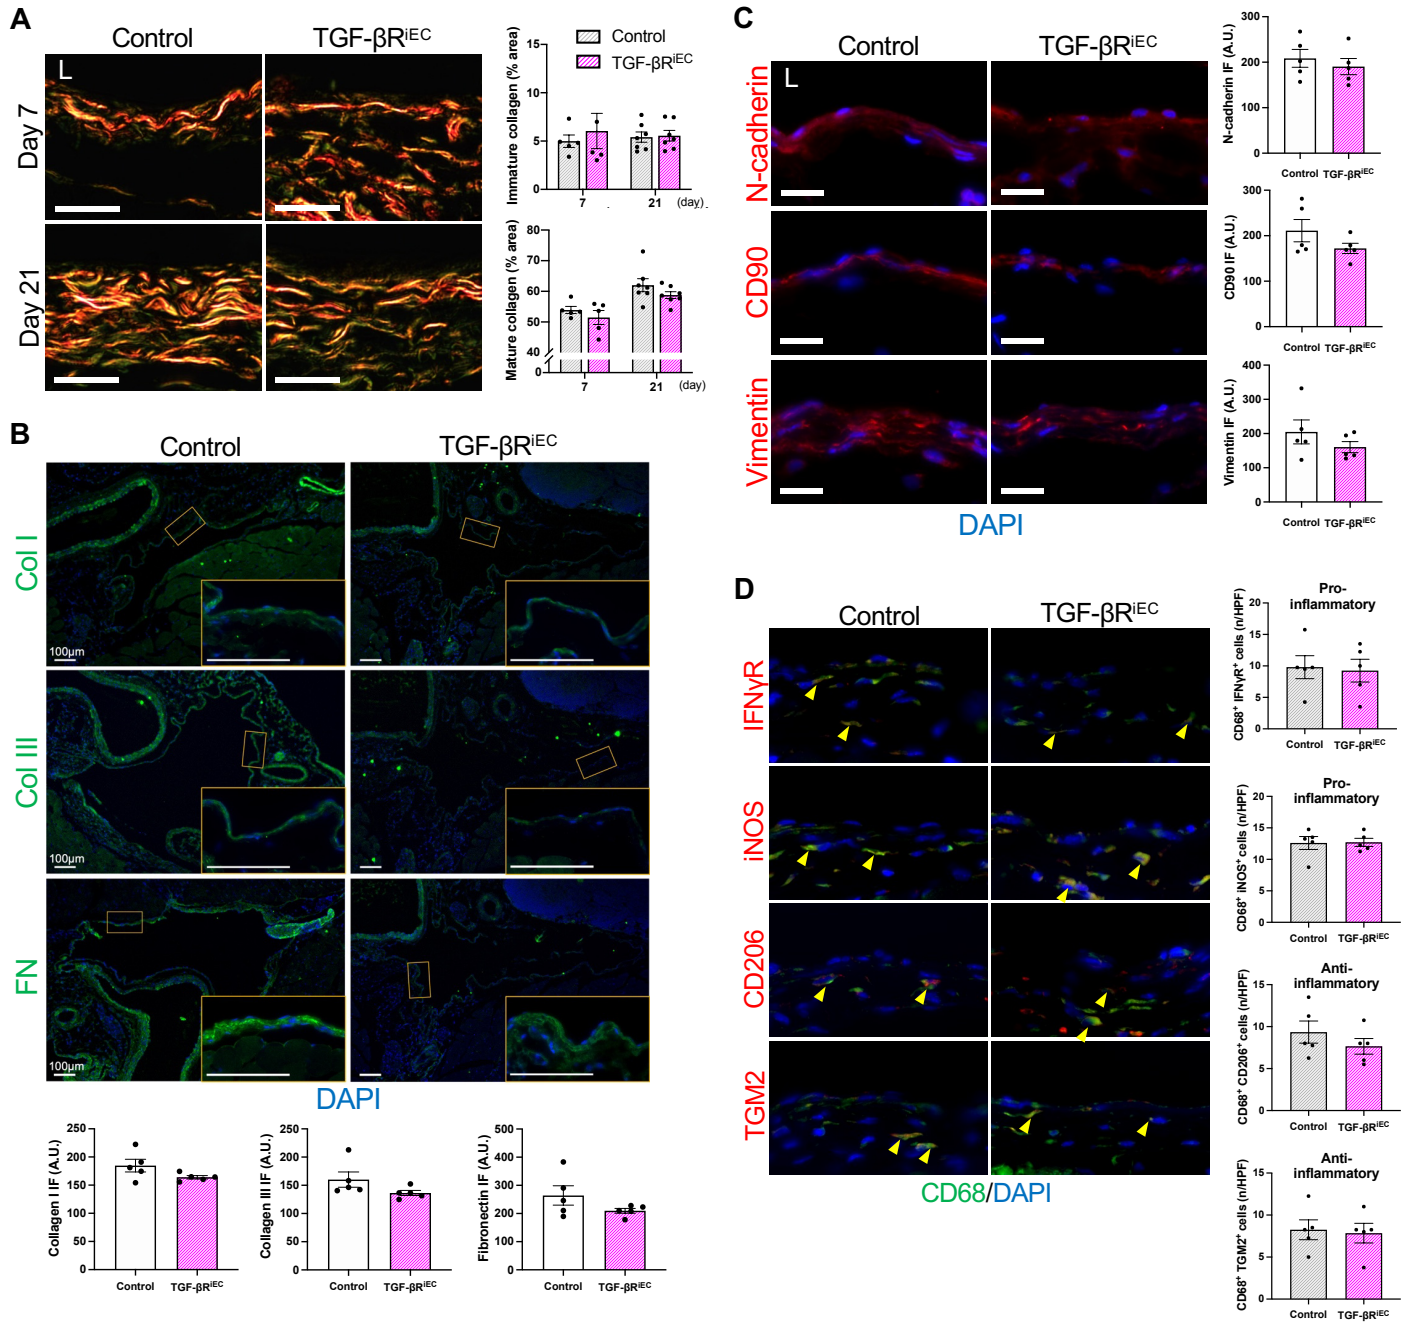 A
Control
TGF-βRiEC
L
Day 7
Day 21
Control
TGF-βRiEC
Immature collagen (% area)
15
10
5
0
7
21
(day)
Mature collagen (% area)
80
70
60
50
40
0
7
21
(day)
B
Control
TGF-βRiEC
Col I
100µm
Col III
100µm
FN
100µm
DAPI
Collagen I IF (A.U.)
250
200
150
100
50
0
Control
TGF-βRiEC
Collagen III IF (A.U.)
250
200
150
100
50
0
Control
TGF-βRiEC
Fibronectin IF (A.U.)
500
400
300
200
100
0
Control
TGF-βRiEC
C
Control
TGF-βRiEC
L
N-cadherin
CD90
Vimentin
DAPI
N-cadherin IF (A.U.)
300
200
100
0
Control
TGF-βRiEC
CD90 IF (A.U.)
300
200
100
0
Control
TGF-βRiEC
Vimentin IF (A.U.)
400
300
200
100
0
Control
TGF-βRiEC
D
Control
TGF-βRiEC
IFNγR
iNOS
CD206
TGM2
CD68/DAPI
Pro-
inflammatory
CD68+ IFNγR+ cells (n/HPF)
20
15
10
5
0
Control
TGF-βRiEC
Pro-
inflammatory
CD68+ iNOS+ cells (n/HPF)
20
15
10
5
0
Control
TGF-βRiEC
Anti-
inflammatory
CD68+ CD206+ cells (n/HPF)
15
10
5
0
Control
TGF-βRiEC
Anti-
inflammatory
CD68+ TGM2+ cells (n/HPF)
15
10
5
0
Control
TGF-βRiEC